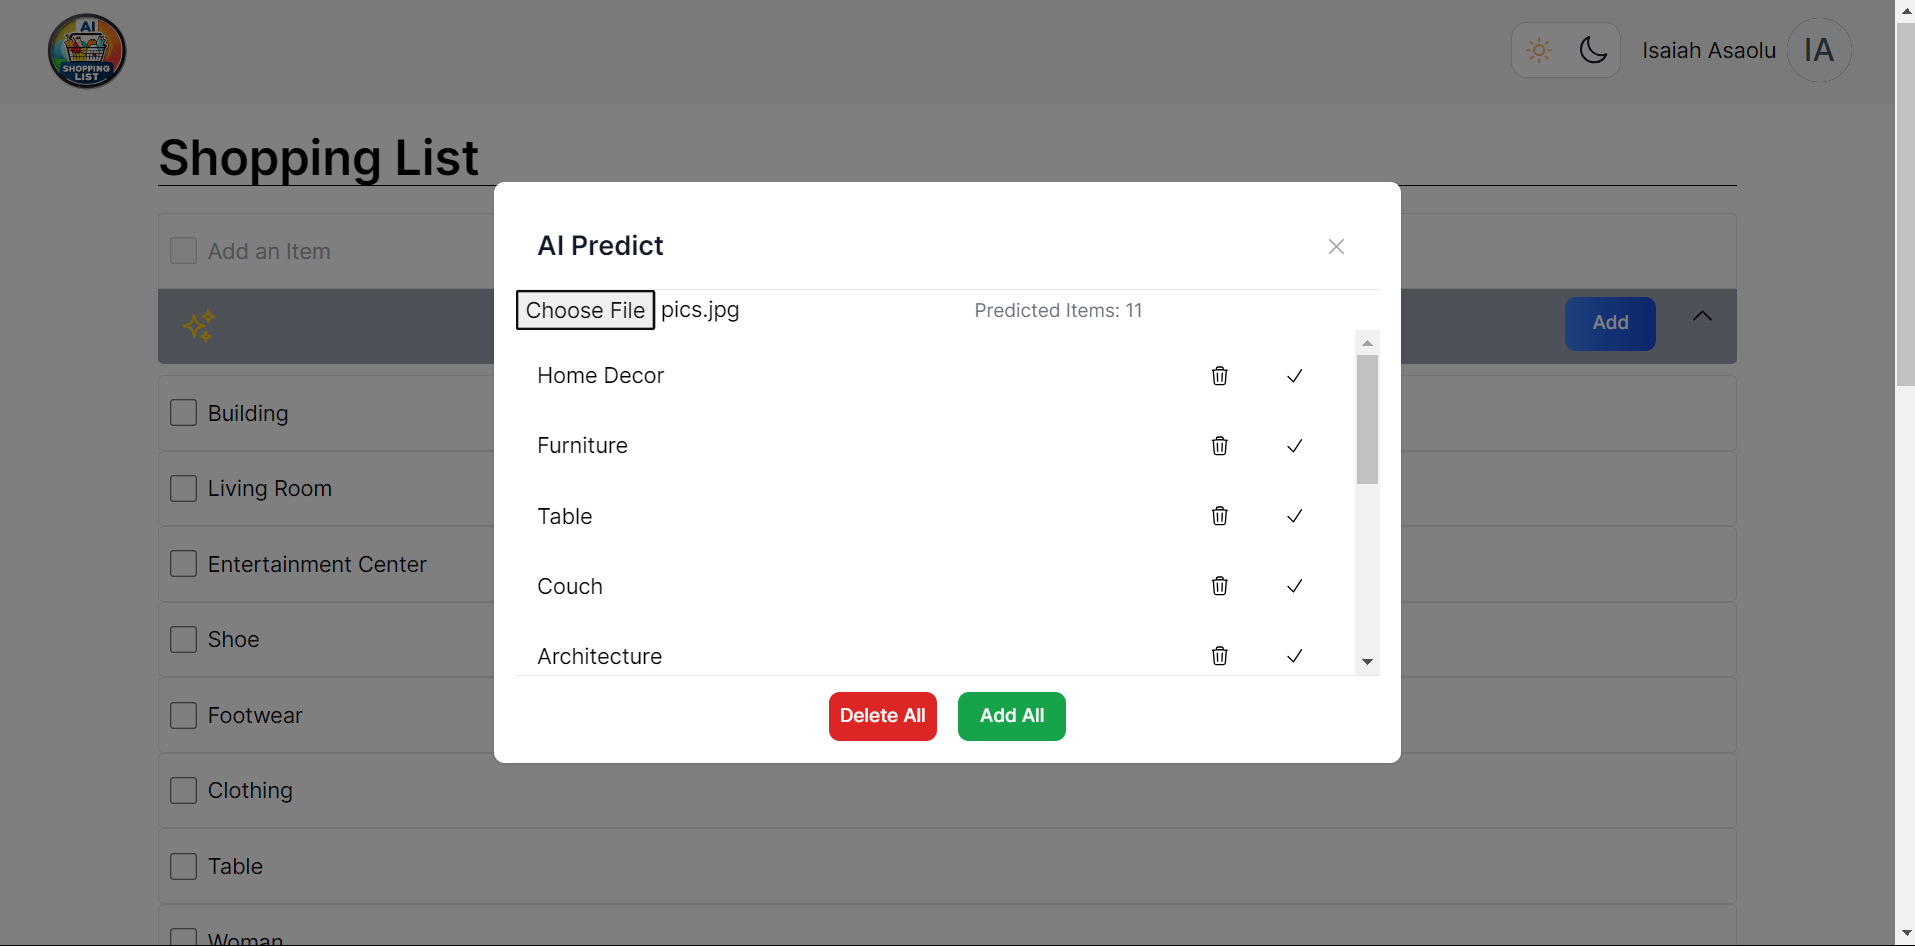 AI
SHOPPING
LIST
Isaiah Asaolu
IA
Shopping List
Add an Item
Add
Building
Living Room
Entertainment Center
Shoe
Footwear
Clothing
Table
Woman
AI Predict
Choose File pics.jpg
Predicted Items: 11
Home Decor
Furniture
Table
Couch
Architecture
Delete All
Add All